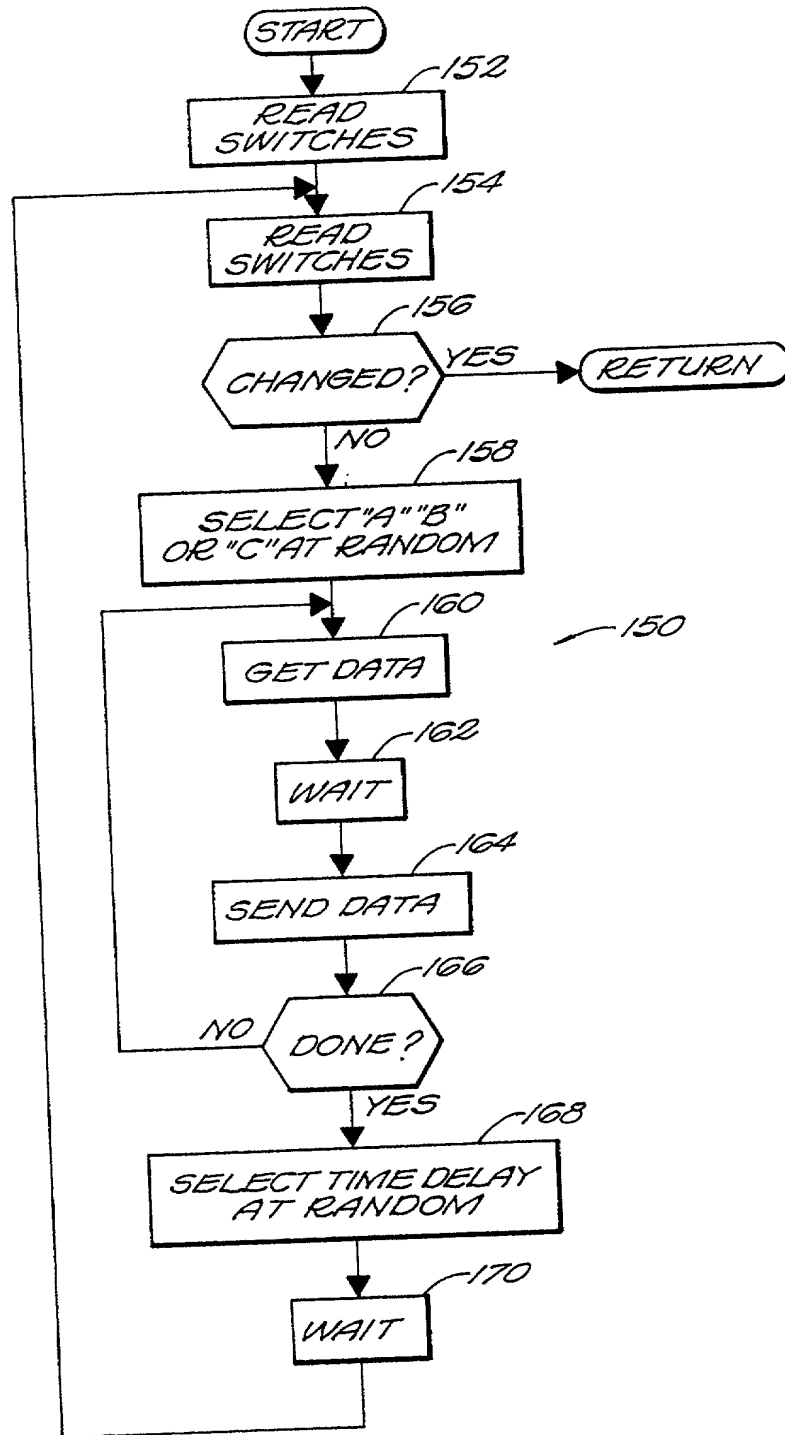 START
152
READ
SWITCHES
154
READ
SWITCHES
156
CHANGED?
YES
RETURN
NO
158
SELECT "A" "B"
OR "C" AT RANDOM
160
150
GET DATA
162
WAIT
164
SEND DATA
166
NO
DONE?
YES
168
SELECT TIME DELAY
AT RANDOM
170
WAIT